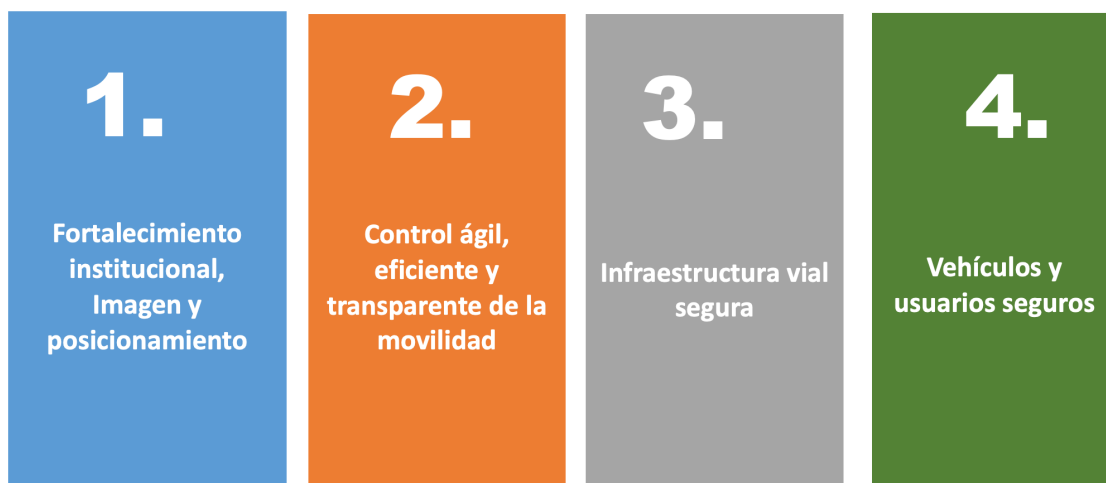 1.
Fortalecimiento
institucional,
Imagen y
posicionamiento
2.
Control ágil,
eficiente y
transparente de la
movilidad
3.
Infraestructura vial
segura
4.
Vehículos y
usuarios seguros